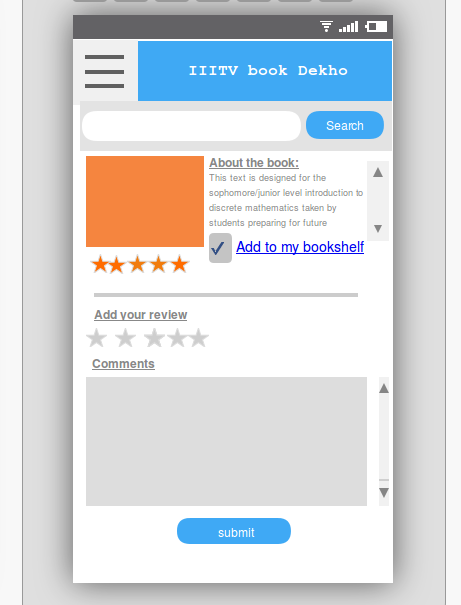 IIITV book Dekho
Search
About the book:
This text is designed for the
sophomore/junior level introduction to
discrete mathematics taken by
students preparing for future
Add to my bookshelf
Add your review
Comments
submit